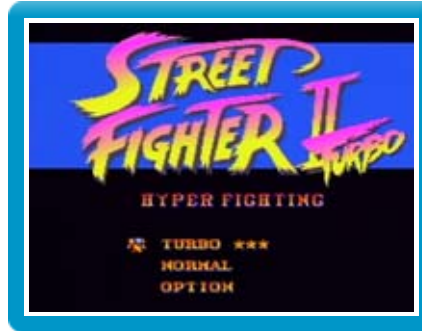 STREET
FIGHTER II
TURBO
HYPER FIGHTING
TURBO ★★★
NORMAL
OPTION